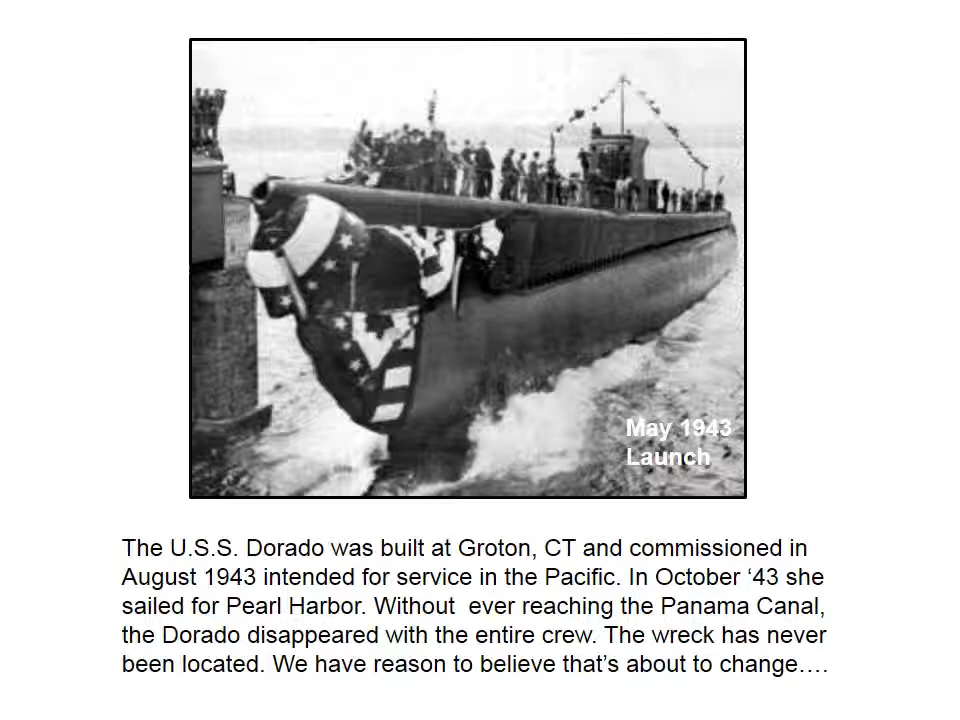 May 1943
Launch
The U.S.S. Dorado was built at Groton, CT and commissioned in
August 1943 intended for service in the Pacific. In October ‘43 she
sailed for Pearl Harbor. Without  ever reaching the Panama Canal,
the Dorado disappeared with the entire crew. The wreck has never
been located. We have reason to believe that’s about to change….